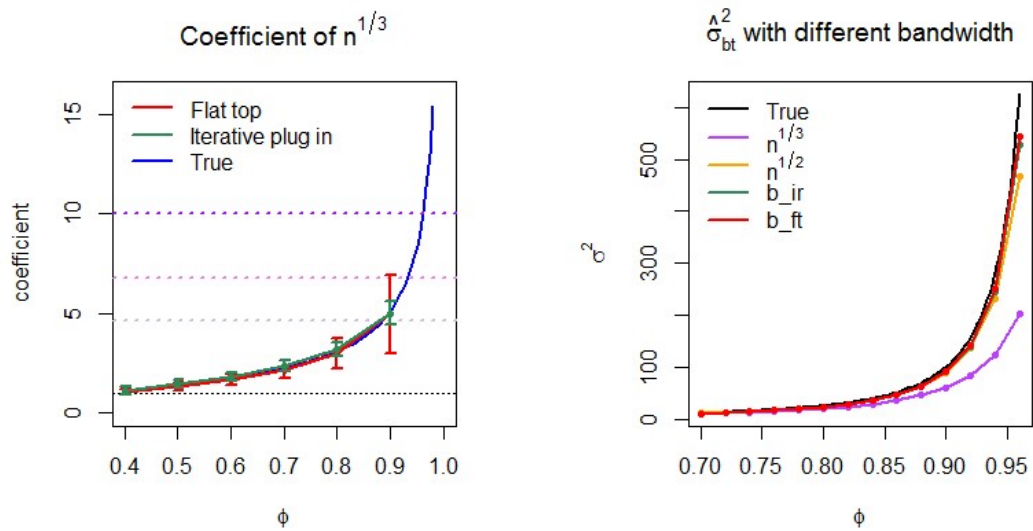 Coefficient of n^{1/3}
Flat top
Iterative plug in
True
coefficient
15
10
5
0
0.4 0.5 0.6 0.7 0.8 0.9 1.0
ϕ
σ̂²_bt with different bandwidth
True
n^{1/3}
n^{1/2}
b_ir
b_ft
σ²
500
300
100
0
0.70 0.75 0.80 0.85 0.90 0.95
ϕ